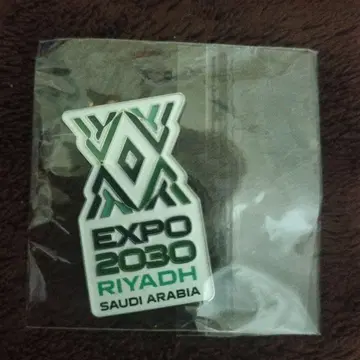 EXPO
2030
RIYADH
SAUDI ARABIA